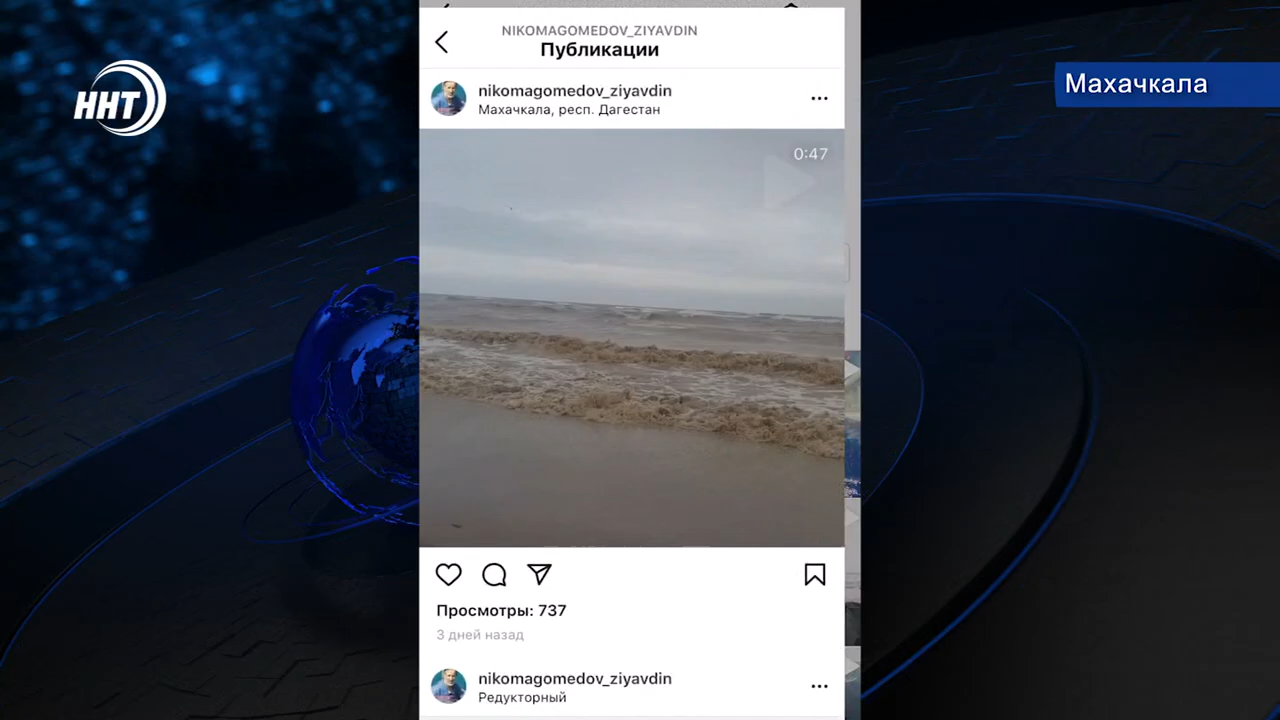 ННТ
Махачкала
NIKOMAGOMEDOV_ZIYAVDIN
Публикации
nikomagomedov_ziyavdin
Махачкала, респ. Дагестан
0:47
Просмотры: 737
3 дней назад
nikomagomedov_ziyavdin
Редукторный